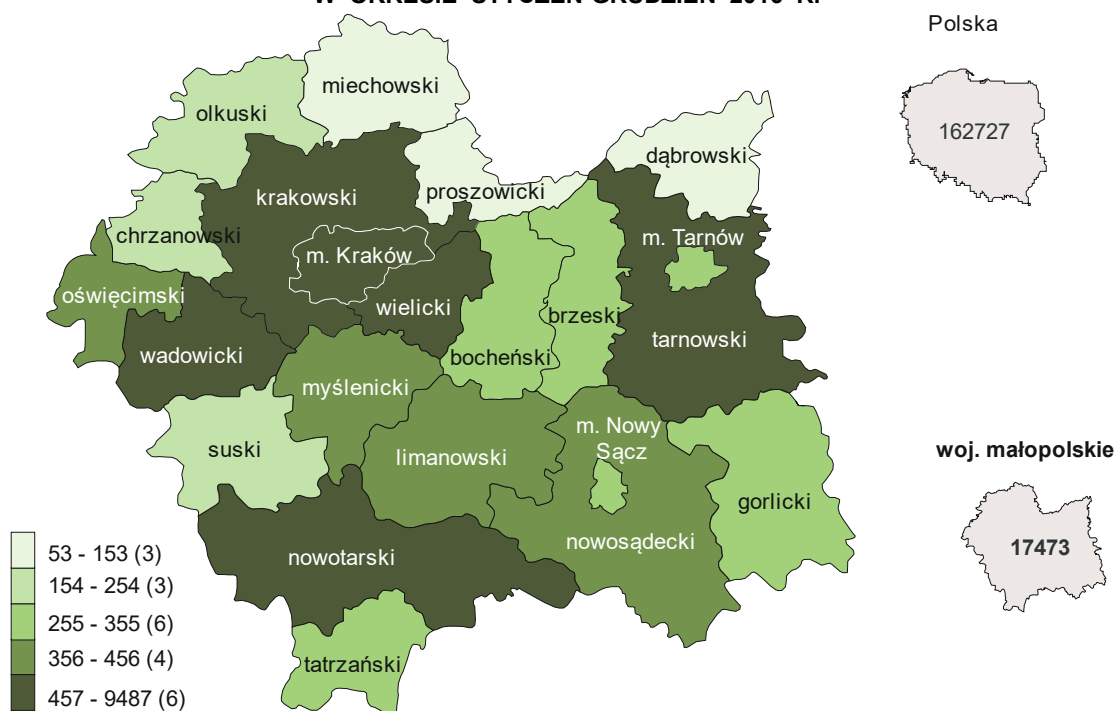 Polska
162727
miechowski
olkuski
dąbrowski
proszowicki
krakowski
chrzanowski
m. Tarnów
m. Kraków
oświęcimski
wielicki
brzeski
tarnowski
wadowicki
bocheński
myślenicki
m. Nowy
Sącz
suski
limanowski
woj. małopolskie
17473
gorlicki
nowosądecki
nowotarski
tatrzański
53 - 153 (3)
154 - 254 (3)
255 - 355 (6)
356 - 456 (4)
457 - 9487 (6)